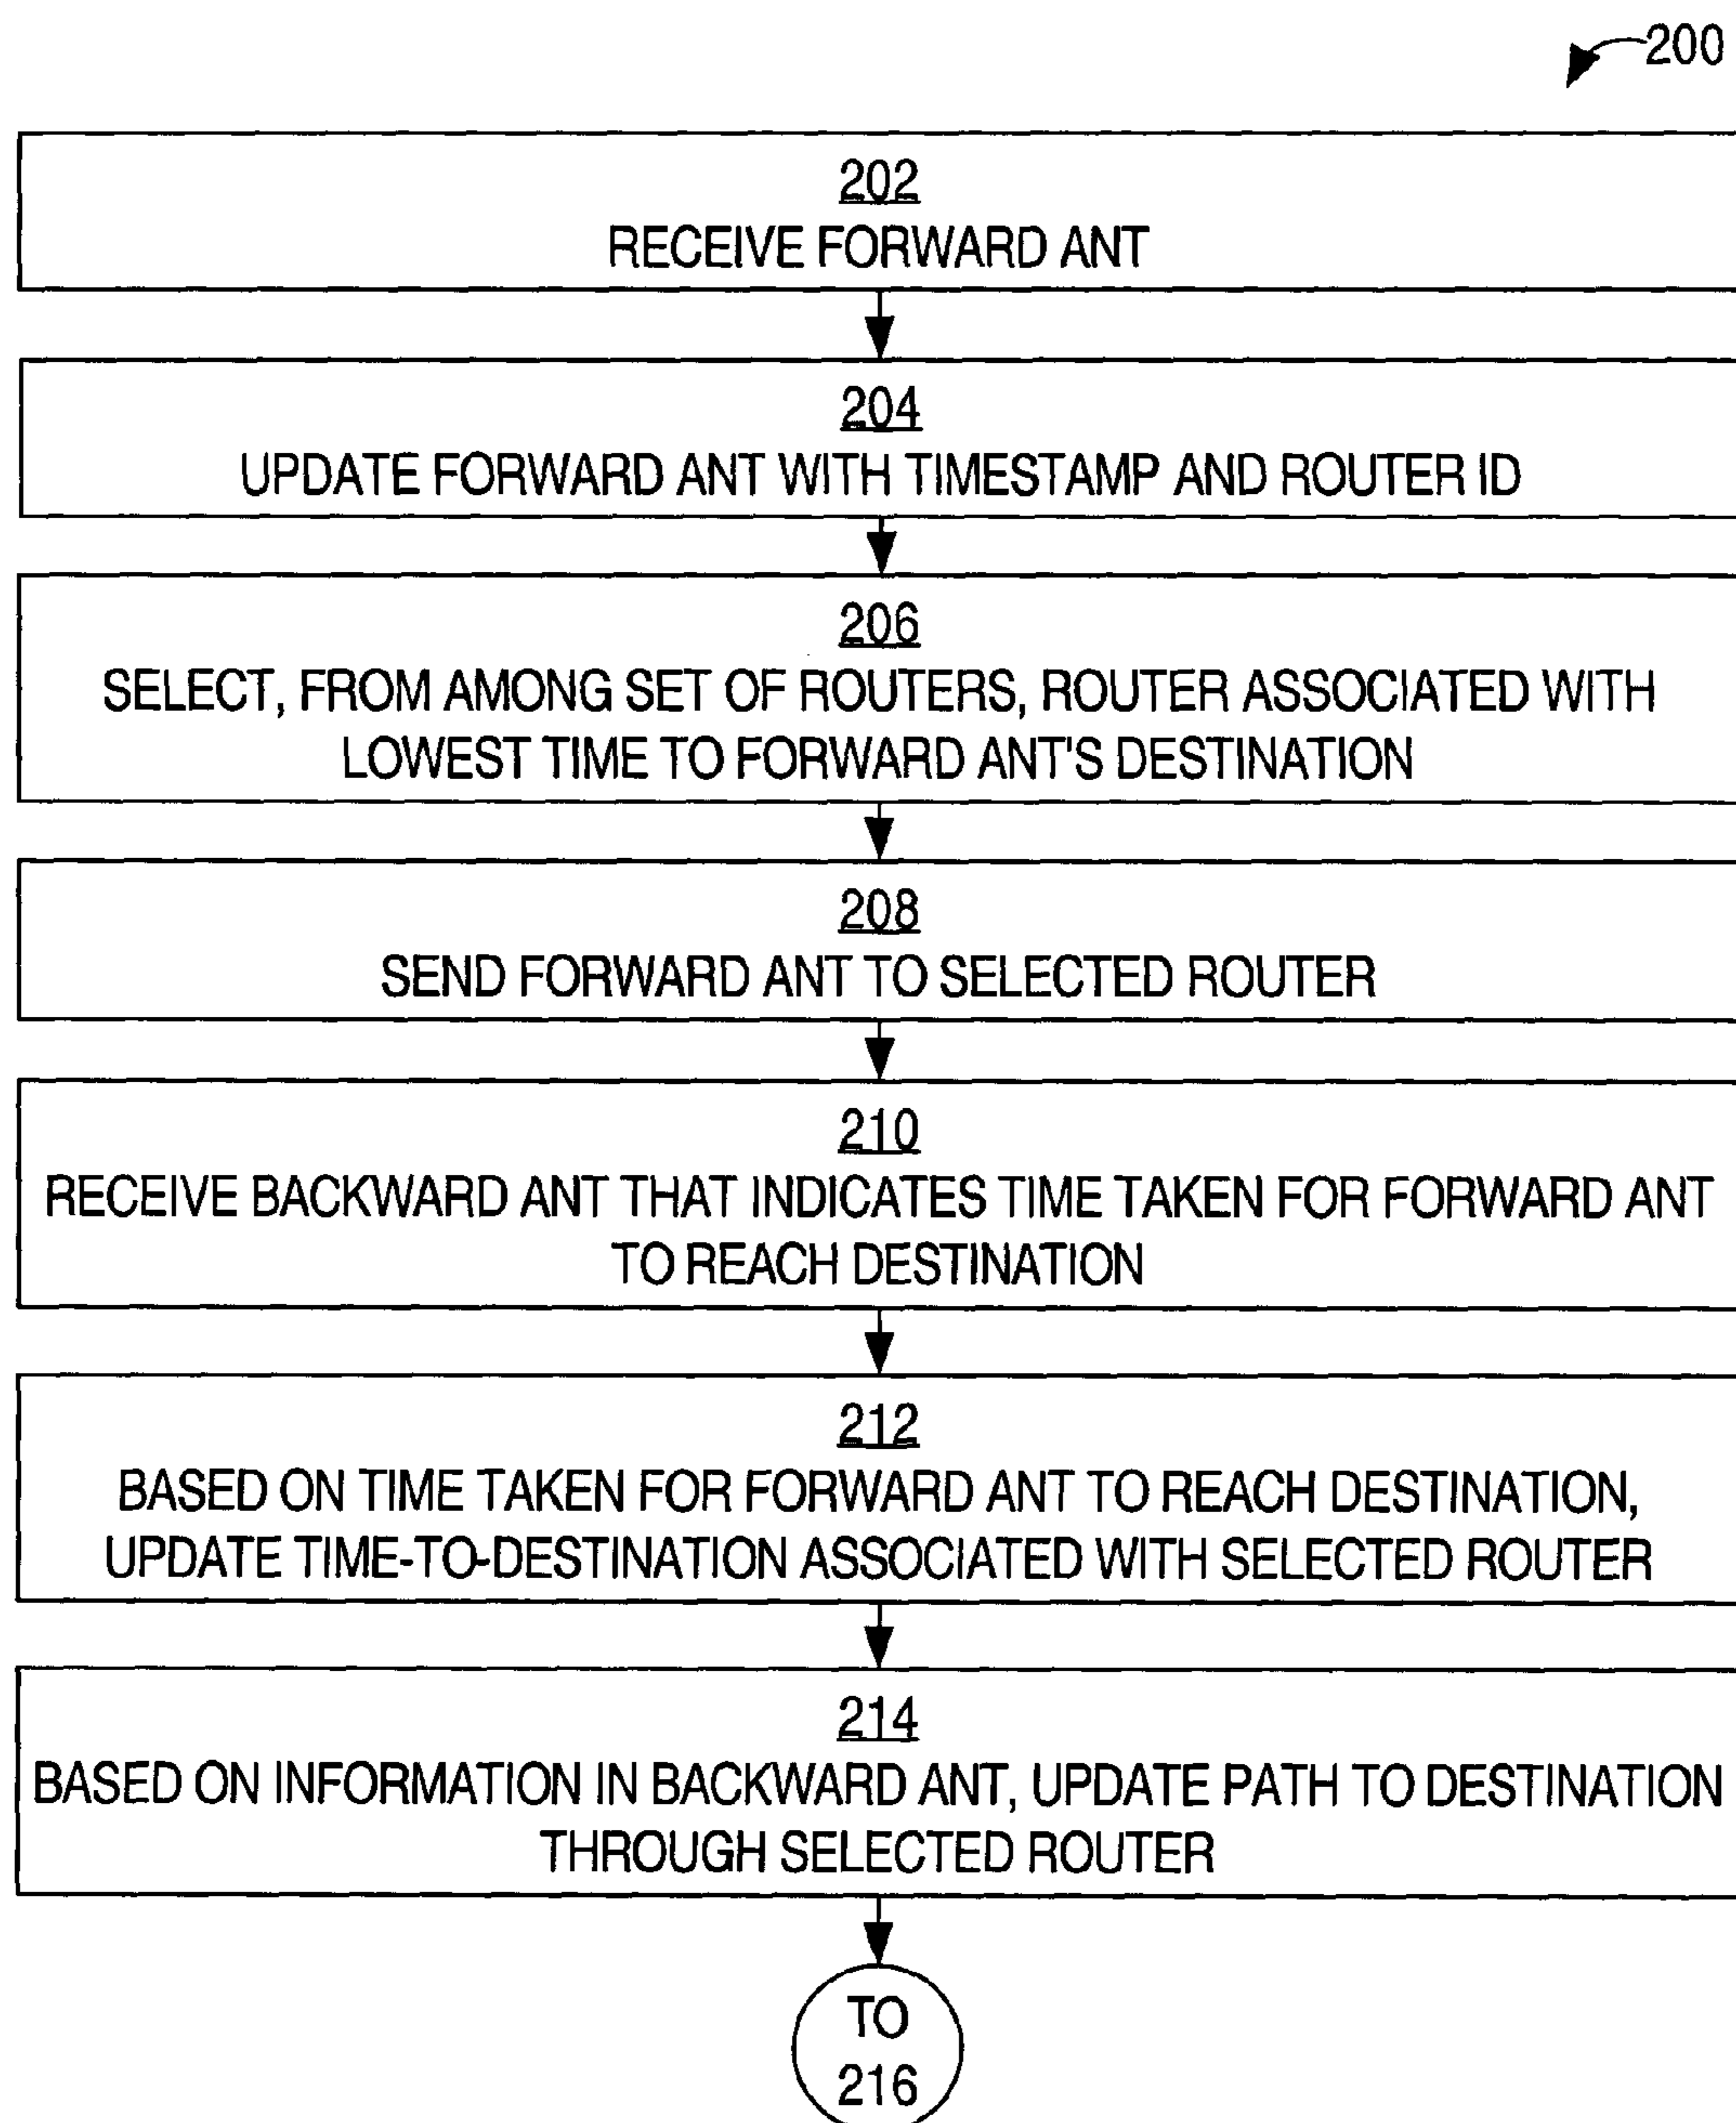 200
202
RECEIVE FORWARD ANT
204
UPDATE FORWARD ANT WITH TIMESTAMP AND ROUTER ID
206
SELECT, FROM AMONG SET OF ROUTERS, ROUTER ASSOCIATED WITH
LOWEST TIME TO FORWARD ANT'S DESTINATION
208
SEND FORWARD ANT TO SELECTED ROUTER
210
RECEIVE BACKWARD ANT THAT INDICATES TIME TAKEN FOR FORWARD ANT
TO REACH DESTINATION
212
BASED ON TIME TAKEN FOR FORWARD ANT TO REACH DESTINATION,
UPDATE TIME-TO-DESTINATION ASSOCIATED WITH SELECTED ROUTER
214
BASED ON INFORMATION IN BACKWARD ANT, UPDATE PATH TO DESTINATION
THROUGH SELECTED ROUTER
TO
216